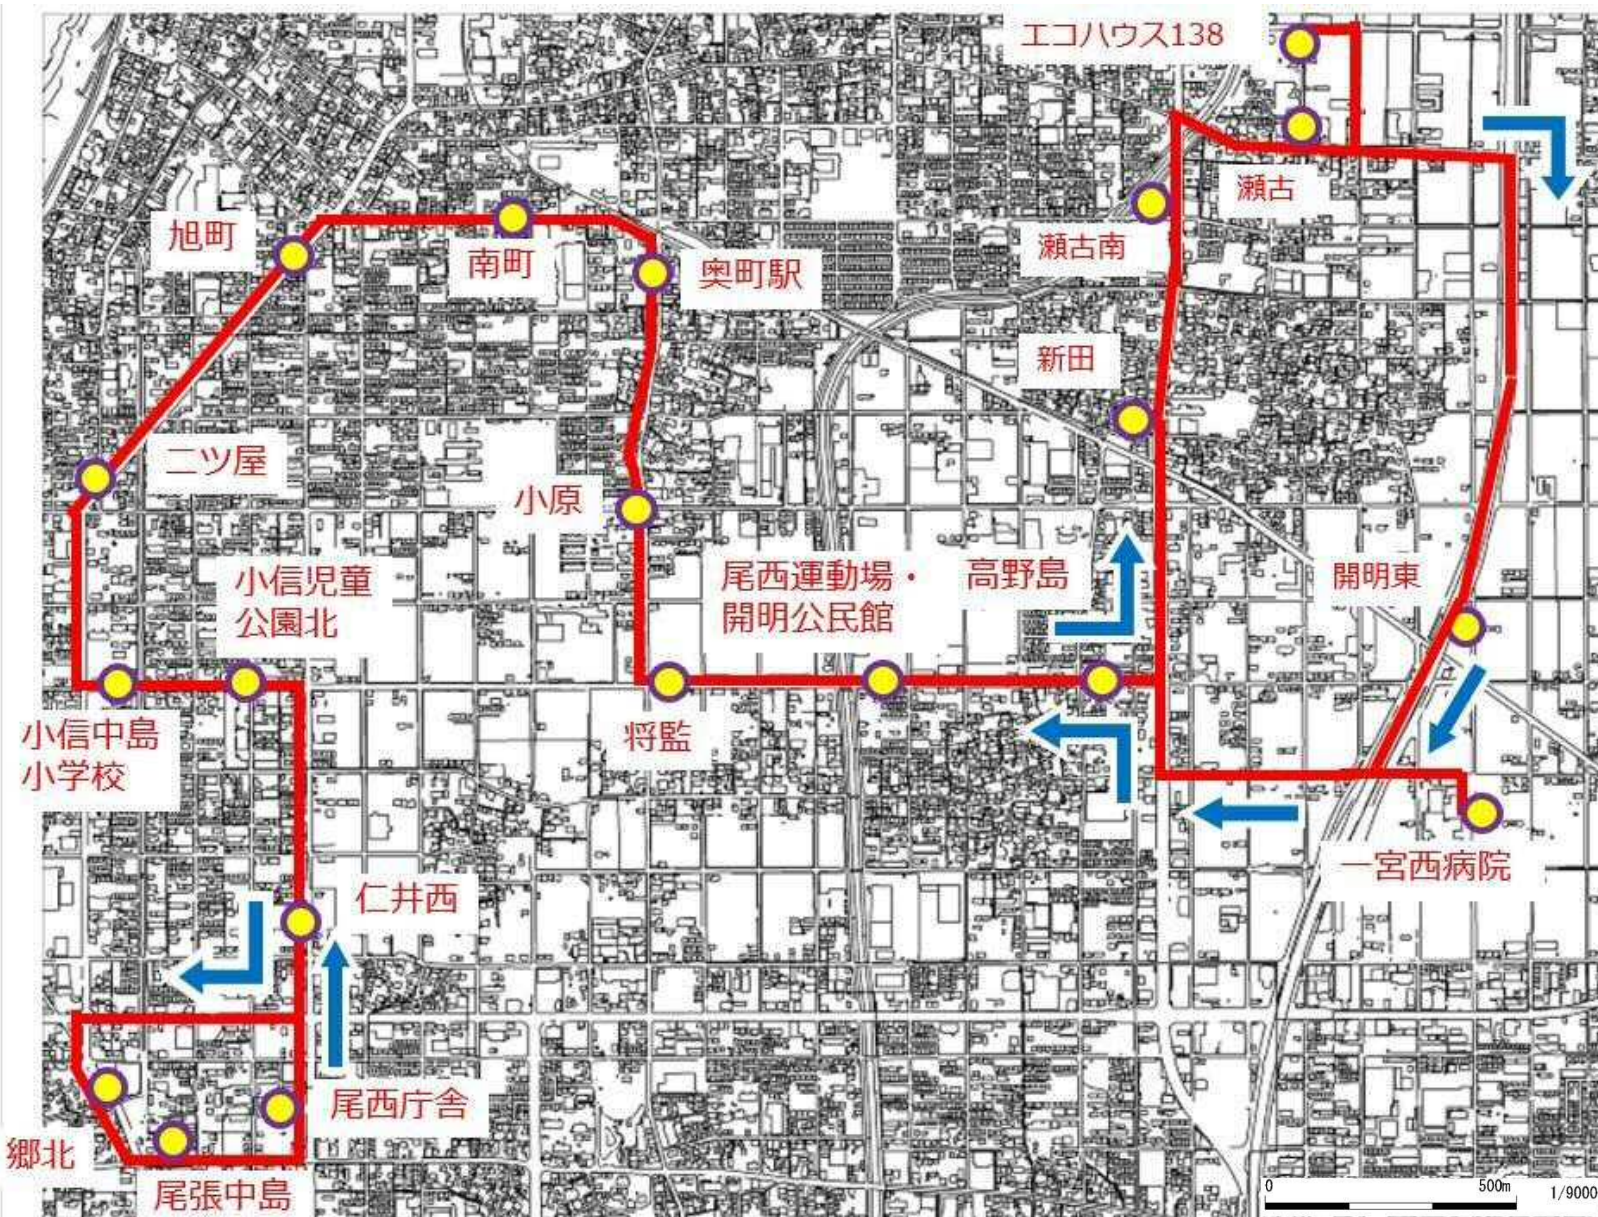 エコハウス138
瀬古
旭町
南町
瀬古南
奥町駅
新田
二ツ屋
小原
小信児童
公園北
尾西運動場・
開明公民館
高野島
開明東
小信中島
小学校
将監
一宮西病院
仁井西
尾西庁舎
郷北
尾張中島
0 500m 1/9000